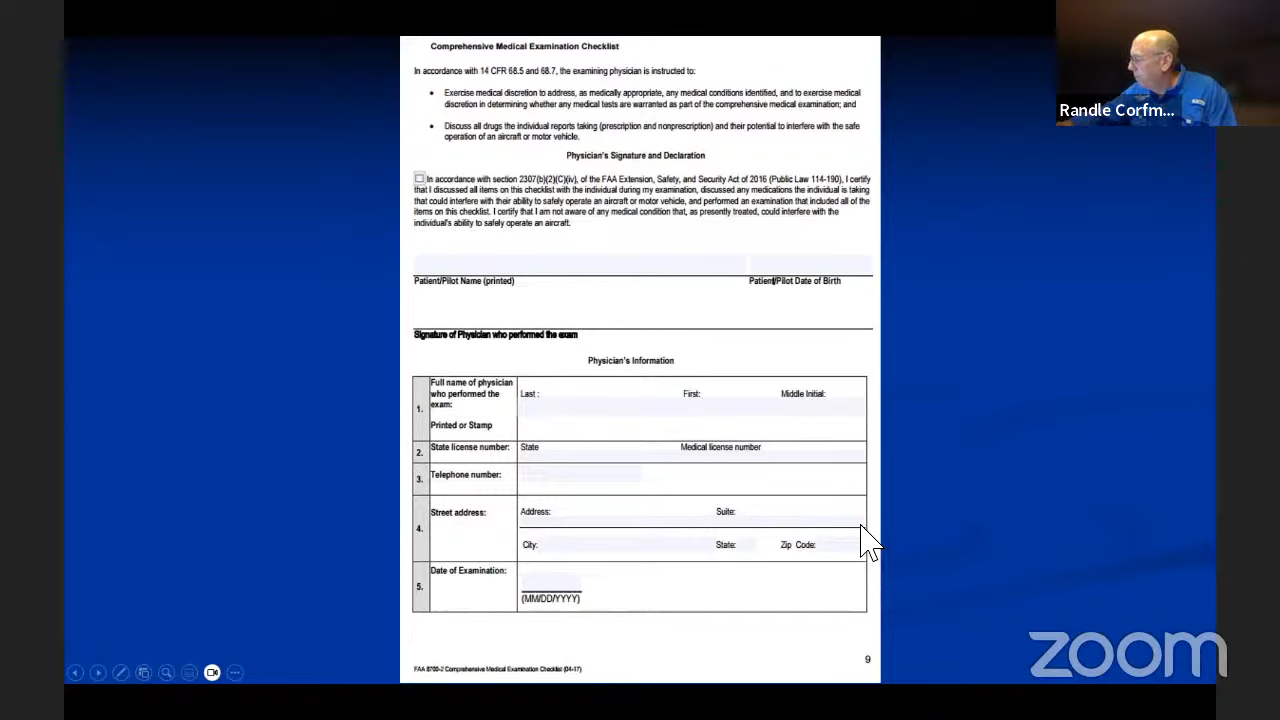 Comprehensive Medical Examination Checklist
In accordance with 14 CFR 68.5 and 68.7, the examining physician is instructed to:
• Exercise medical discretion to address, as medically appropriate, any medical conditions identified, and to exercise medical
discretion in determining whether any medical tests are warranted as part of the comprehensive medical examination; and
• Discuss all drugs the individual reports taking (prescription and nonprescription) and their potential to interfere with the safe
operation of an aircraft or motor vehicle.
Physician's Signature and Declaration
In accordance with section 2307(b)(2)(C)(iv), of the FAA Extension, Safety, and Security Act of 2016 (Public Law 114-190), I certify
that I discussed all items on this checklist with the individual during my examination, discussed any medications the individual is taking
that could interfere with their ability to safely operate an aircraft or motor vehicle, and performed an examination that included all of the
items on this checklist. I certify that I am not aware of any medical condition that, as presently treated, could interfere with the
individual's ability to safely operate an aircraft.
Patient/Pilot Name (printed) Patient/Pilot Date of Birth
Signature of Physician who performed the exam
Physician's Information
1. Full name of physician
who performed the
exam:
Printed or Stamp
Last : First: Middle Initial:
2. State license number: State Medical license number
3. Telephone number:
4. Street address: Address: Suite:
City: State: Zip Code:
5. Date of Examination:
(MM/DD/YYYY)
9
FAA 8700-2 Comprehensive Medical Examination Checklist (04-17)
Randle Corfm...
zoom